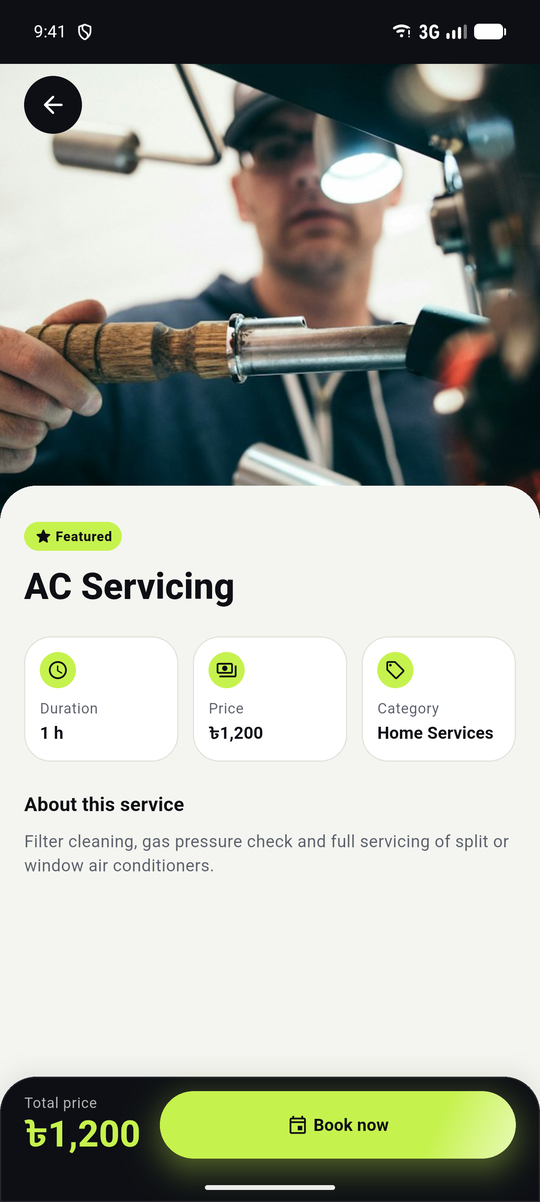 9:41
3G
Featured
AC Servicing
Duration
1 h
Price
৳1,200
Category
Home Services
About this service
Filter cleaning, gas pressure check and full servicing of split or
window air conditioners.
Total price
৳1,200
Book now